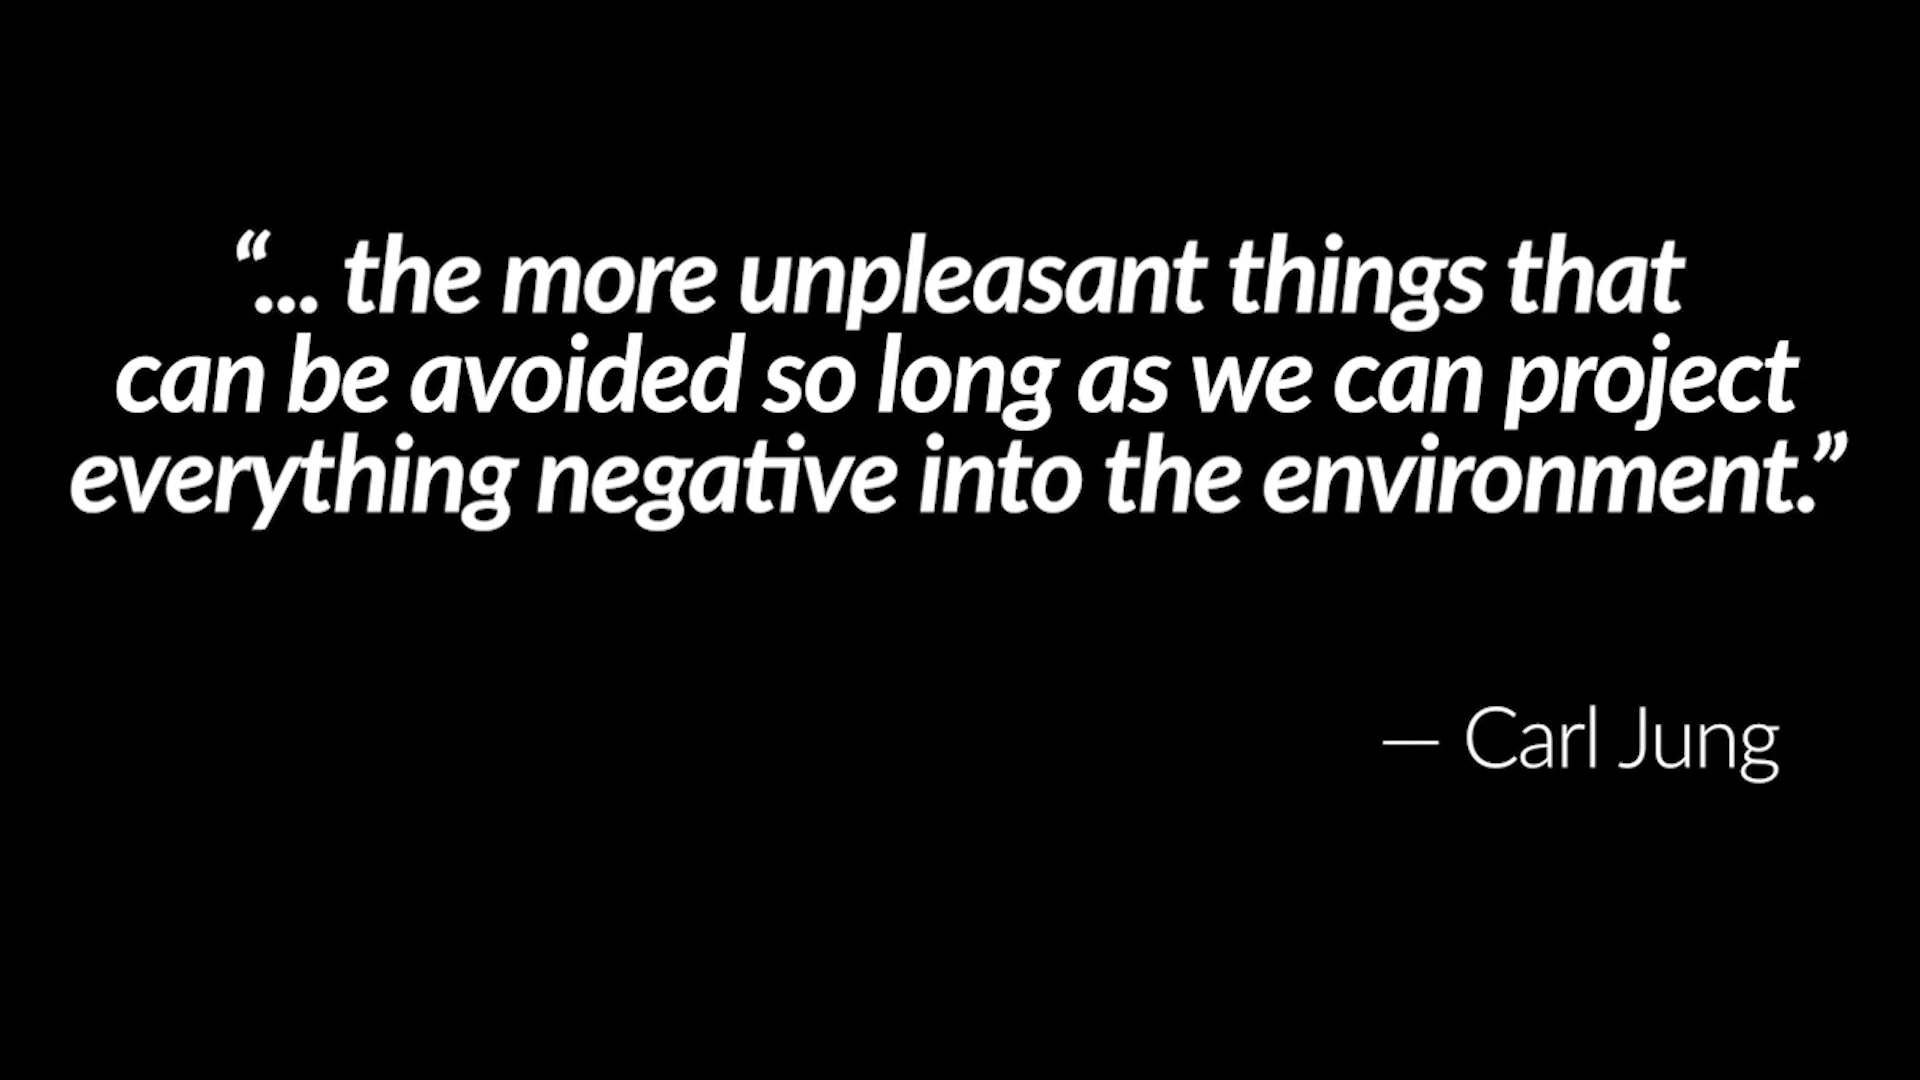 “... the more unpleasant things that
can be avoided so long as we can project
everything negative into the environment.”
— Carl Jung